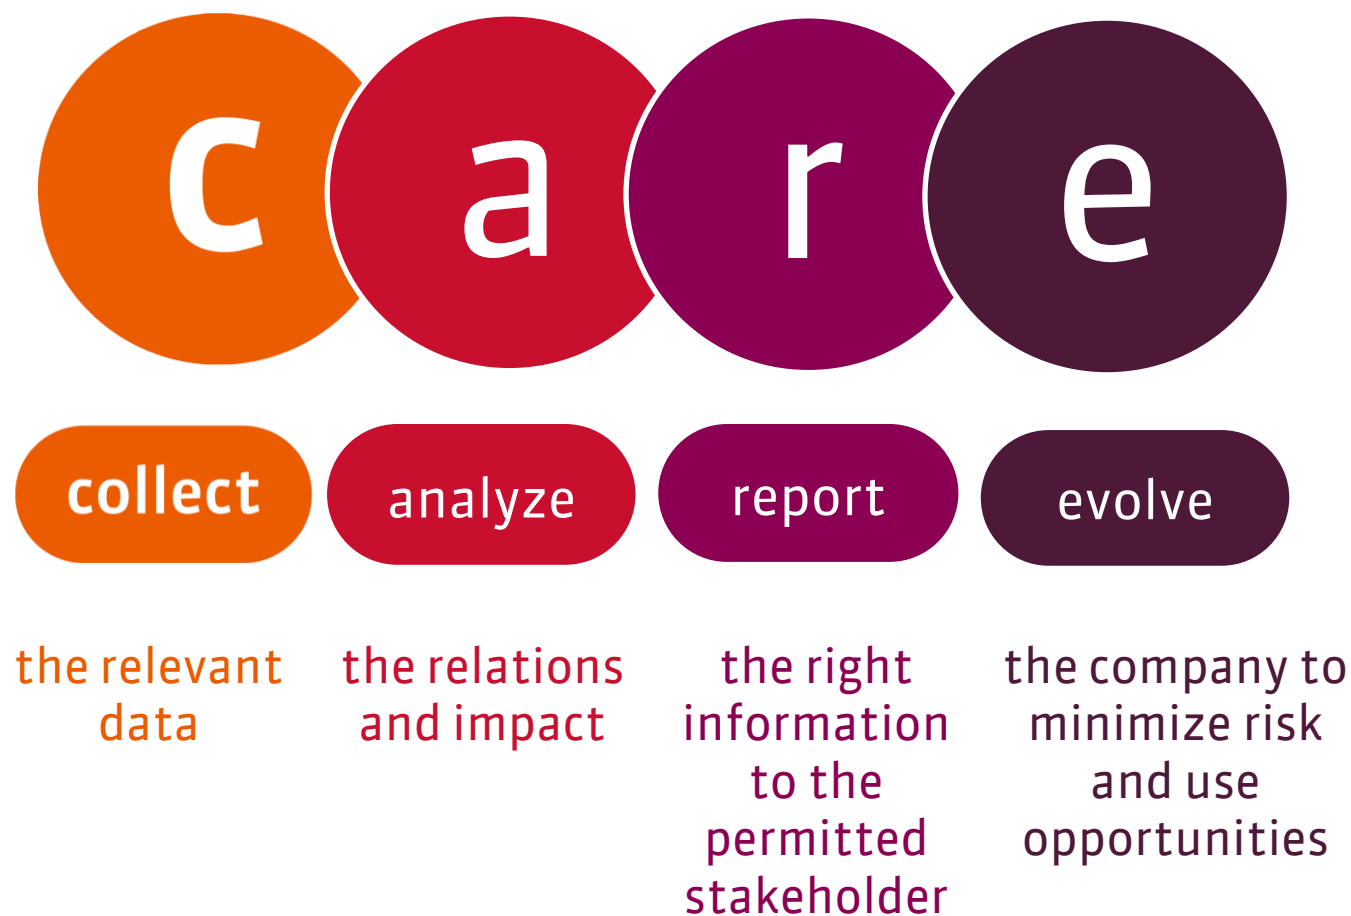 c a r e
collect
analyze
report
evolve
the relevant
data
the relations
and impact
the right
information
to the
permitted
stakeholder
the company to
minimize risk
and use
opportunities